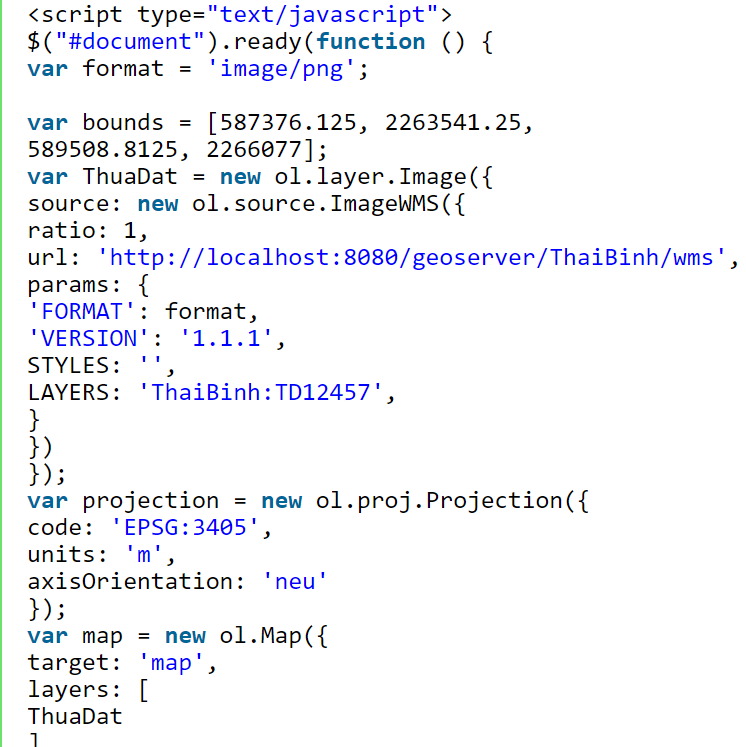 <script type="text/javascript">
$("#document").ready(function () {
var format = 'image/png';
var bounds = [587376.125, 2263541.25,
589508.8125, 2266077];
var ThuaDat = new ol.layer.Image({
source: new ol.source.ImageWMS({
ratio: 1,
url: 'http://localhost:8080/geoserver/ThaiBinh/wms',
params: {
'FORMAT': format,
'VERSION': '1.1.1',
STYLES: '',
LAYERS: 'ThaiBinh:TD12457',
}
})
});
var projection = new ol.proj.Projection({
code: 'EPSG:3405',
units: 'm',
axisOrientation: 'neu'
});
var map = new ol.Map({
target: 'map',
layers: [
ThuaDat
]